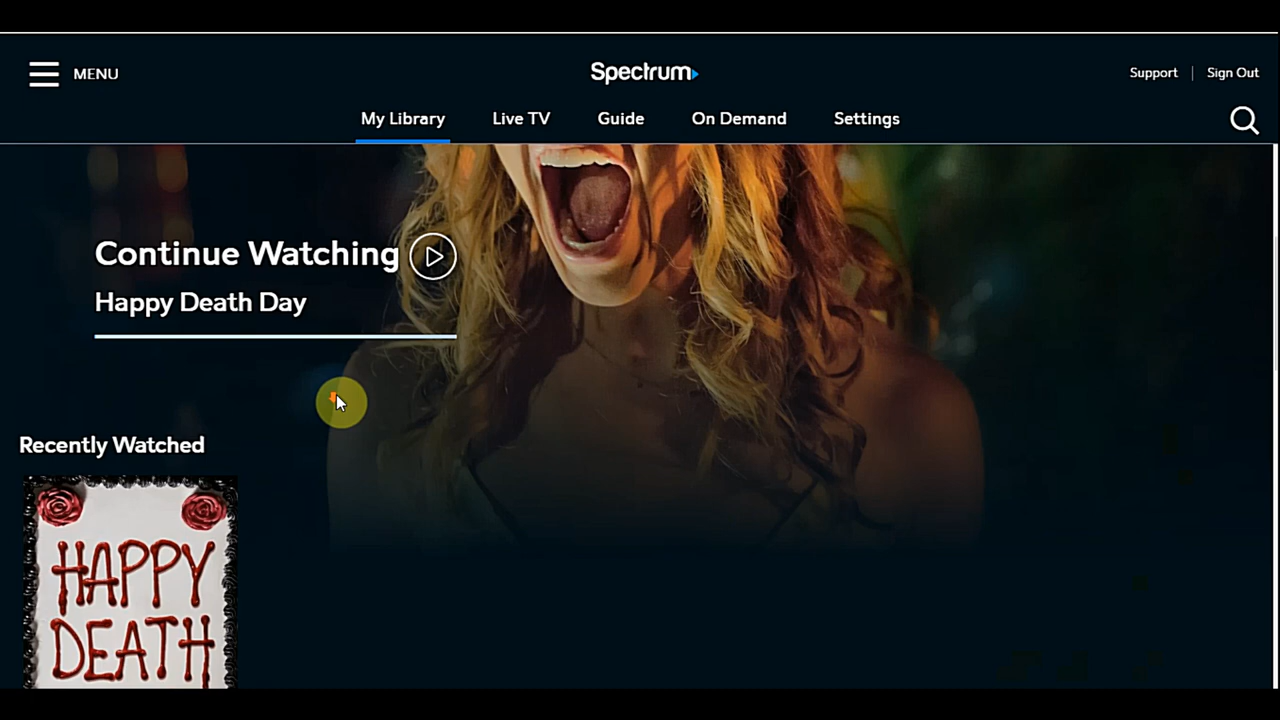 MENU
Spectrum
Support
Sign Out
My Library
Live TV
Guide
On Demand
Settings
Continue Watching
Happy Death Day
Recently Watched
HAPPY
DEATH